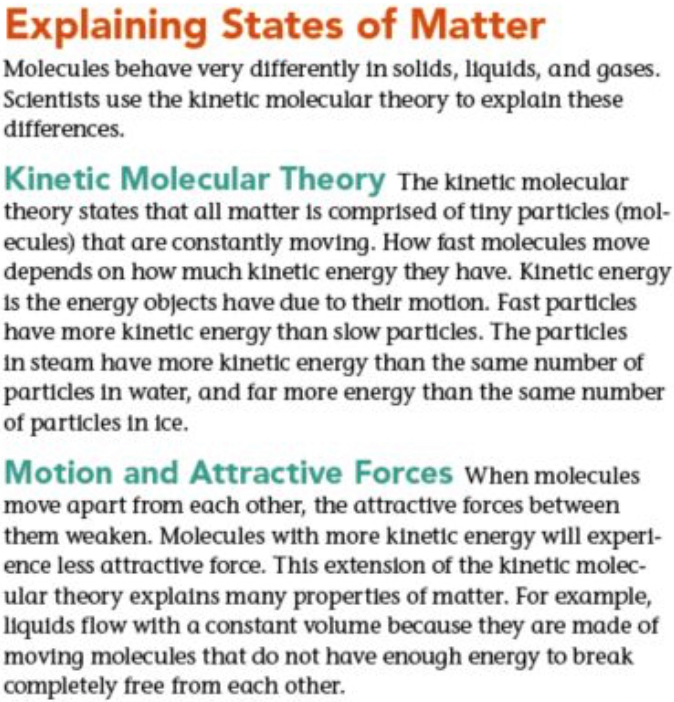 Explaining States of Matter
Molecules behave very differently in solids, liquids, and gases.
Scientists use the kinetic molecular theory to explain these
differences.
Kinetic Molecular Theory The kinetic molecular
theory states that all matter is comprised of tiny particles (mol-
ecules) that are constantly moving. How fast molecules move
depends on how much kinetic energy they have. Kinetic energy
is the energy objects have due to their motion. Fast particles
have more kinetic energy than slow particles. The particles
in steam have more kinetic energy than the same number of
particles in water, and far more energy than the same number
of particles in ice.
Motion and Attractive Forces When molecules
move apart from each other, the attractive forces between
them weaken. Molecules with more kinetic energy will experi-
ence less attractive force. This extension of the kinetic molec-
ular theory explains many properties of matter. For example,
liquids flow with a constant volume because they are made of
moving molecules that do not have enough energy to break
completely free from each other.